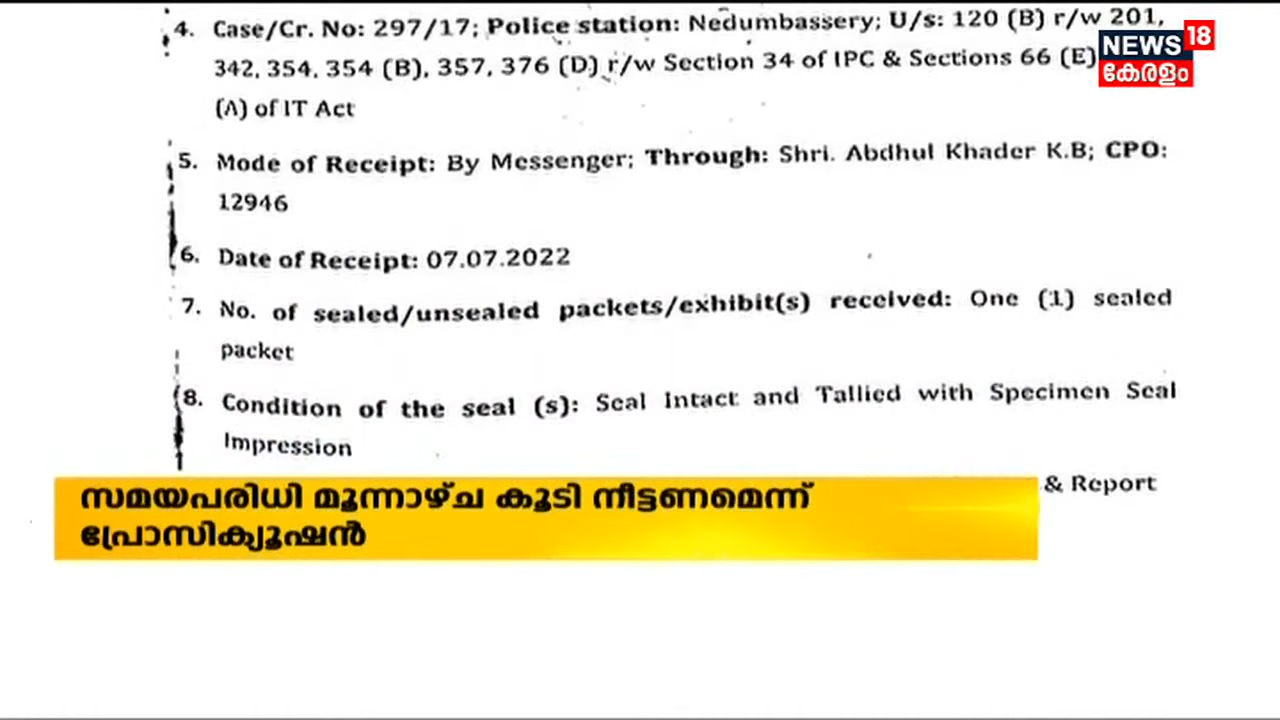 4. Case/Cr. No: 297/17; Police station: Nedumbassery; U/s: 120 (B) r/w 201,
342, 354, 354 (B), 357, 376 (D) r/w Section 34 of IPC & Sections 66 (E)
(A) of IT Act
NEWS 18
കേരളം
5. Mode of Receipt: By Messenger; Through: Shri. Abdhul Khader K.B; CPO:
12946
6. Date of Receipt: 07.07.2022
7. No. of sealed/unsealed packets/exhibit(s) received: One (1) sealed
packet
8. Condition of the seal (s): Seal intact and Tallied with Specimen Seal
Impression
& Report
സമയപരിധി മൂന്നാഴ്ച കൂടി നീട്ടണമെന്ന്
പ്രോസിക്യൂഷൻ